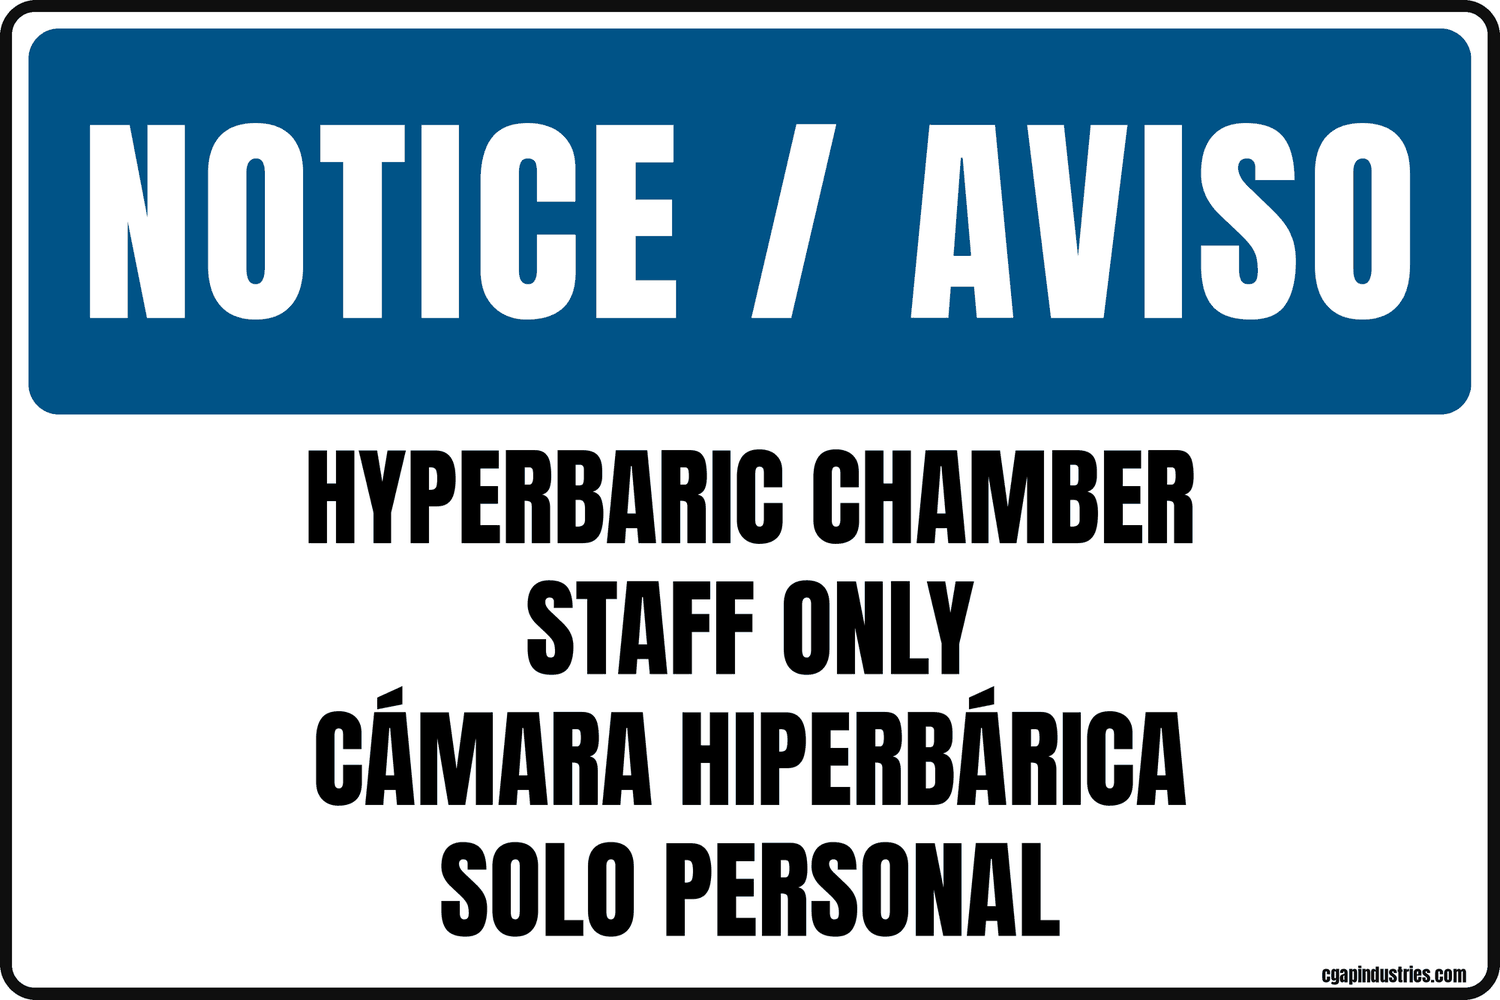 NOTICE / AVISO
HYPERBARIC CHAMBER
STAFF ONLY
CÁMARA HIPERBÁRICA
SOLO PERSONAL
cgapindustries.com